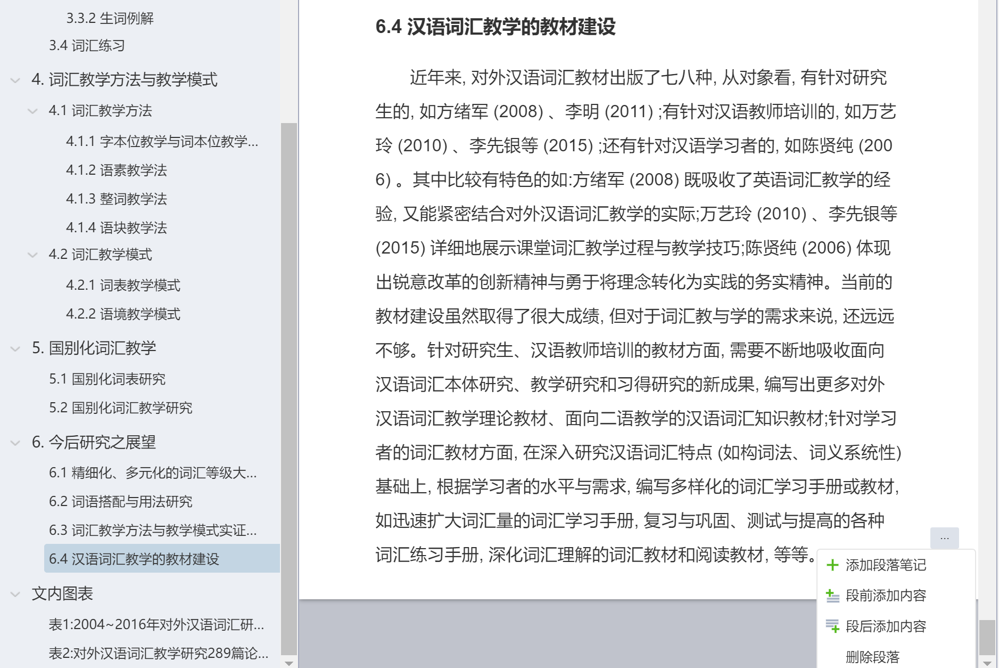 3.3.2 生词例解
3.4 词汇练习
4. 词汇教学方法与教学模式
4.1 词汇教学方法
4.1.1 字本位教学与词本位教学...
4.1.2 语素教学法
4.1.3 整词教学法
4.1.4 语块教学法
4.2 词汇教学模式
4.2.1 词表教学模式
4.2.2 语境教学模式
5. 国别化词汇教学
5.1 国别化词表研究
5.2 国别化词汇教学研究
6. 今后研究之展望
6.1 精细化、多元化的词汇等级大...
6.2 词语搭配与用法研究
6.3 词汇教学方法与教学模式实证...
6.4 汉语词汇教学的教材建设
文内图表
表1:2004~2016年对外汉语词汇研...
表2:对外汉语词汇教学研究289篇论...
6.4 汉语词汇教学的教材建设
近年来, 对外汉语词汇教材出版了七八种, 从对象看, 有针对研究
生的, 如方绪军 (2008) 、李明 (2011) ;有针对汉语教师培训的, 如万艺
玲 (2010) 、李先银等 (2015) ;还有针对汉语学习者的, 如陈贤纯 (200
6) 。其中比较有特色的如:方绪军 (2008) 既吸收了英语词汇教学的经
验, 又能紧密结合对外汉语词汇教学的实际;万艺玲 (2010) 、李先银等
(2015) 详细地展示课堂词汇教学过程与教学技巧;陈贤纯 (2006) 体现
出锐意改革的创新精神与勇于将理念转化为实践的务实精神。当前的
教材建设虽然取得了很大成绩, 但对于词汇教与学的需求来说, 还远远
不够。针对研究生、汉语教师培训的教材方面, 需要不断地吸收面向
汉语词汇本体研究、教学研究和习得研究的新成果, 编写出更多对外
汉语词汇教学理论教材、面向二语教学的汉语词汇知识教材;针对学习
者的词汇教材方面, 在深入研究汉语词汇特点 (如构词法、词义系统性)
基础上, 根据学习者的水平与需求, 编写多样化的词汇学习手册或教材,
如迅速扩大词汇量的词汇学习手册, 复习与巩固、测试与提高的各种
词汇练习手册, 深化词汇理解的词汇教材和阅读教材, 等等。
...
添加段落笔记
段前添加内容
段后添加内容
删除段落